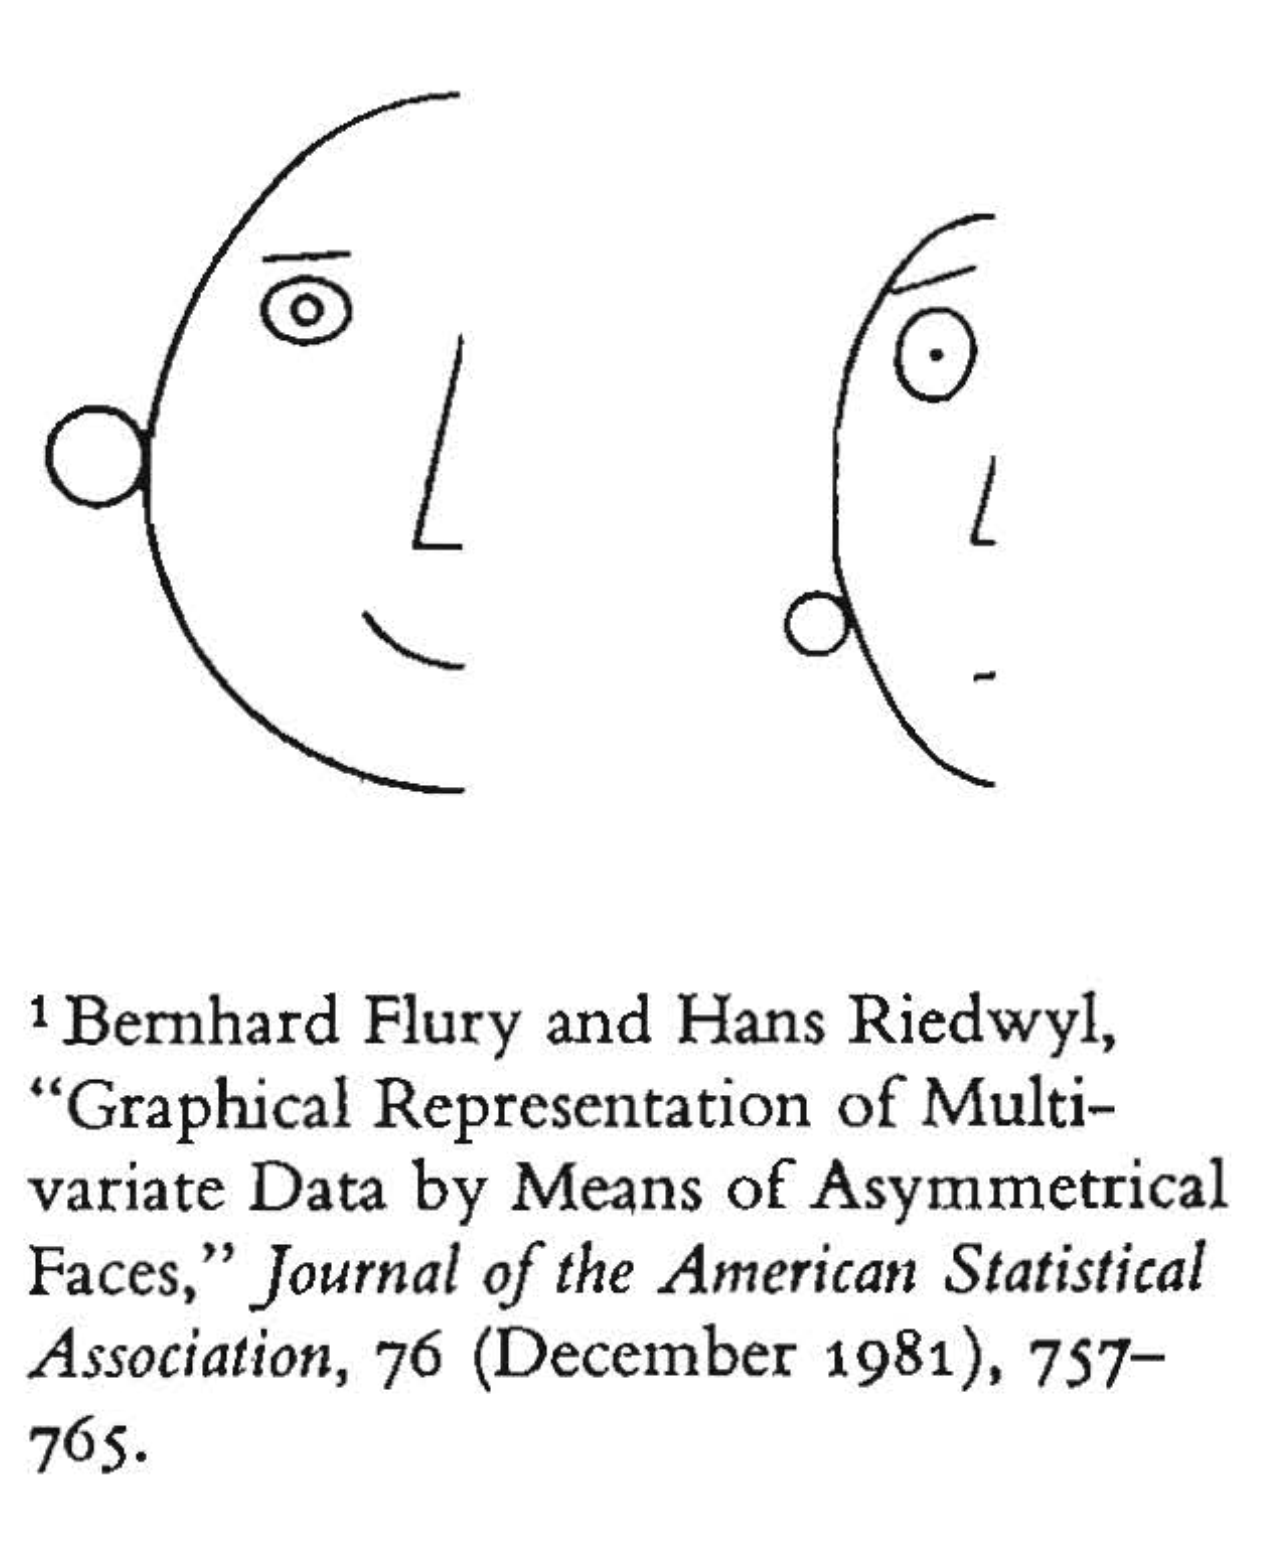 ¹ Bernhard Flury and Hans Riedwyl,
“Graphical Representation of Multi-
variate Data by Means of Asymmetrical
Faces,” Journal of the American Statistical
Association, 76 (December 1981), 757–
765.